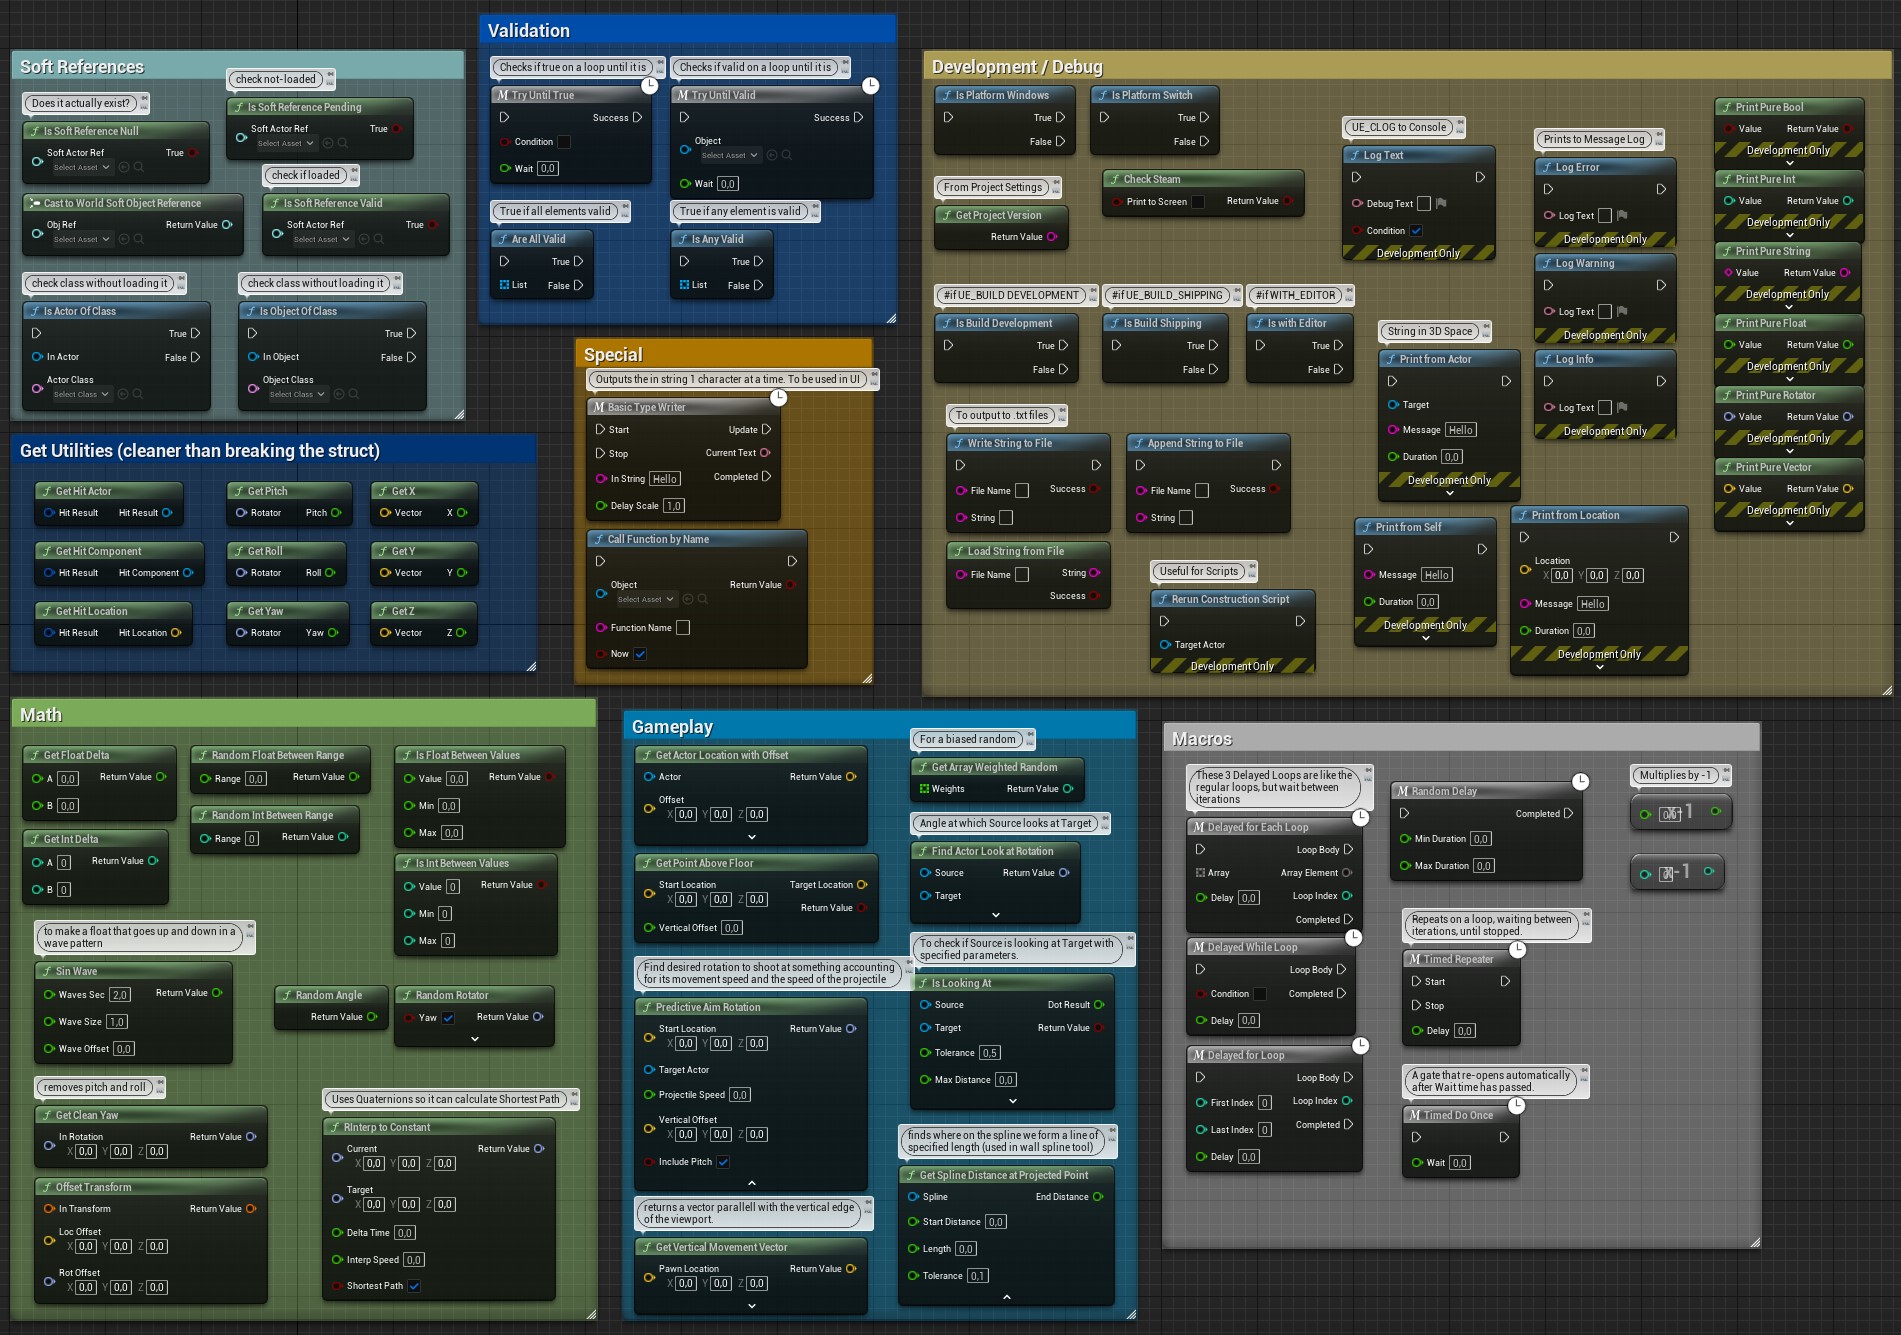 Soft References
check not-loaded
Does it actually exist?
Is Soft Reference Pending
Soft Actor Ref
True
Select Asset
Is Soft Reference Null
Soft Actor Ref
True
Select Asset
check if loaded
Cast to World Soft Object Reference
Obj Ref
Return Value
Select Asset
Is Soft Reference Valid
Soft Actor Ref
True
Select Asset
check class without loading it
Is Actor Of Class
True
In Actor
False
Actor Class
Select Class
check class without loading it
Is Object Of Class
True
In Object
False
Object Class
Select Class
Validation
Checks if true on a loop until it is
Try Until True
Success
Condition
Wait 0,0
Checks if valid on a loop until it is
Try Until Valid
Success
Object
Select Asset
Wait 0,0
True if all elements valid
Are All Valid
True
List False
True if any element is valid
Is Any Valid
True
List False
Get Utilities (cleaner than breaking the struct)
Get Hit Actor
Hit Result Hit Result
Get Pitch
Rotator Pitch
Get X
Vector X
Get Hit Component
Hit Result Hit Component
Get Roll
Rotator Roll
Get Y
Vector Y
Get Hit Location
Hit Result Hit Location
Get Yaw
Rotator Yaw
Get Z
Vector Z
Special
Outputs the in string 1 character at a time. To be used in UI
Basic Type Writer
Start Update
Stop Current Text
In String Hello Completed
Delay Scale 1,0
Call Function by Name
Object
Return Value
Select Asset
Function Name
Now
Development / Debug
Is Platform Windows
True
False
Is Platform Switch
True
False
From Project Settings
Get Project Version
Return Value
Check Steam
Print to Screen Return Value
UE_CLOG to Console
Log Text
Debug Text
Condition
Development Only
Prints to Message Log
Log Error
Log Text
Development Only
Log Warning
Log Text
Development Only
Log Info
Log Text
Development Only
Print Pure Bool
Value Return Value
Development Only
Print Pure Int
Value Return Value
Development Only
Print Pure String
Value Return Value
Development Only
Print Pure Float
Value Return Value
Development Only
Print Pure Rotator
Value Return Value
Development Only
Print Pure Vector
Value Return Value
Development Only
#if UE_BUILD DEVELOPMENT
Is Build Development
True
False
#if UE_BUILD_SHIPPING
Is Build Shipping
True
False
#if WITH_EDITOR
Is with Editor
True
False
String in 3D Space
Print from Actor
Target
Message Hello
Duration 0,0
Development Only
To output to .txt files
Write String to File
File Name Success
String
Append String to File
File Name Success
String
Load String from File
File Name String
Success
Useful for Scripts
Rerun Construction Script
Target Actor
Development Only
Print from Self
Message Hello
Duration 0,0
Development Only
Print from Location
Location
X 0,0 Y 0,0 Z 0,0
Message Hello
Duration 0,0
Development Only
Math
Get Float Delta
A 0,0 Return Value
B 0,0
Random Float Between Range
Range 0,0 Return Value
Is Float Between Values
Value 0,0 Return Value
Min 0,0
Max 0,0
Get Int Delta
A 0 Return Value
B 0
Random Int Between Range
Range 0 Return Value
Is Int Between Values
Value 0 Return Value
Min 0
Max 0
to make a float that goes up and down in a
wave pattern
Sin Wave
Waves Sec 2,0 Return Value
Wave Size 1,0
Wave Offset 0,0
Random Angle
Return Value
Random Rotator
Yaw Return Value
removes pitch and roll
Get Clean Yaw
In Rotation Return Value
X 0,0 Y 0,0 Z 0,0
Offset Transform
In Transform Return Value
Loc Offset
X 0,0 Y 0,0 Z 0,0
Rot Offset
X 0,0 Y 0,0 Z 0,0
Uses Quaternions so it can calculate Shortest Path
RInterp to Constant
Current Return Value
X 0,0 Y 0,0 Z 0,0
Target
X 0,0 Y 0,0 Z 0,0
Delta Time 0,0
Interp Speed 0,0
Shortest Path
Gameplay
Get Actor Location with Offset
Actor Return Value
Offset
X 0,0 Y 0,0 Z 0,0
Get Point Above Floor
Start Location Target Location
X 0,0 Y 0,0 Z 0,0
Return Value
Vertical Offset 0,0
Find desired rotation to shoot at something accounting
for its movement speed and the speed of the projectile
Predictive Aim Rotation
Start Location Return Value
X 0,0 Y 0,0 Z 0,0
Target Actor
Projectile Speed 0,0
Vertical Offset
X 0,0 Y 0,0 Z 0,0
Include Pitch
returns a vector parallell with the vertical edge
of the viewport.
Get Vertical Movement Vector
Pawn Location Return Value
X 0,0 Y 0,0 Z 0,0
For a biased random
Get Array Weighted Random
Weights Return Value
Angle at which Source looks at Target
Find Actor Look at Rotation
Source Return Value
Target
To check if Source is looking at Target with
specified parameters.
Is Looking At
Source Dot Result
Target Return Value
Tolerance 0,5
Max Distance 0,0
finds where on the spline we form a line of
specified length (used in wall spline tool)
Get Spline Distance at Projected Point
Spline End Distance
Start Distance 0,0
Length 0,0
Tolerance 0,1
Macros
These 3 Delayed Loops are like the
regular loops, but wait between
iterations
Delayed for Each Loop
Loop Body
Array Array Element
Delay 0,0 Loop Index
Completed
Delayed While Loop
Loop Body
Condition Completed
Delay 0,0
Delayed for Loop
Loop Body
First Index 0 Loop Index
Last Index 0 Completed
Delay 0,0
Random Delay
Completed
Min Duration 0,0
Max Duration 0,0
Repeats on a loop, waiting between
iterations, until stopped.
Timed Repeater
Start
Stop
Delay 0,0
A gate that re-opens automatically
after Wait time has passed.
Timed Do Once
Wait 0,0
Multiplies by -1